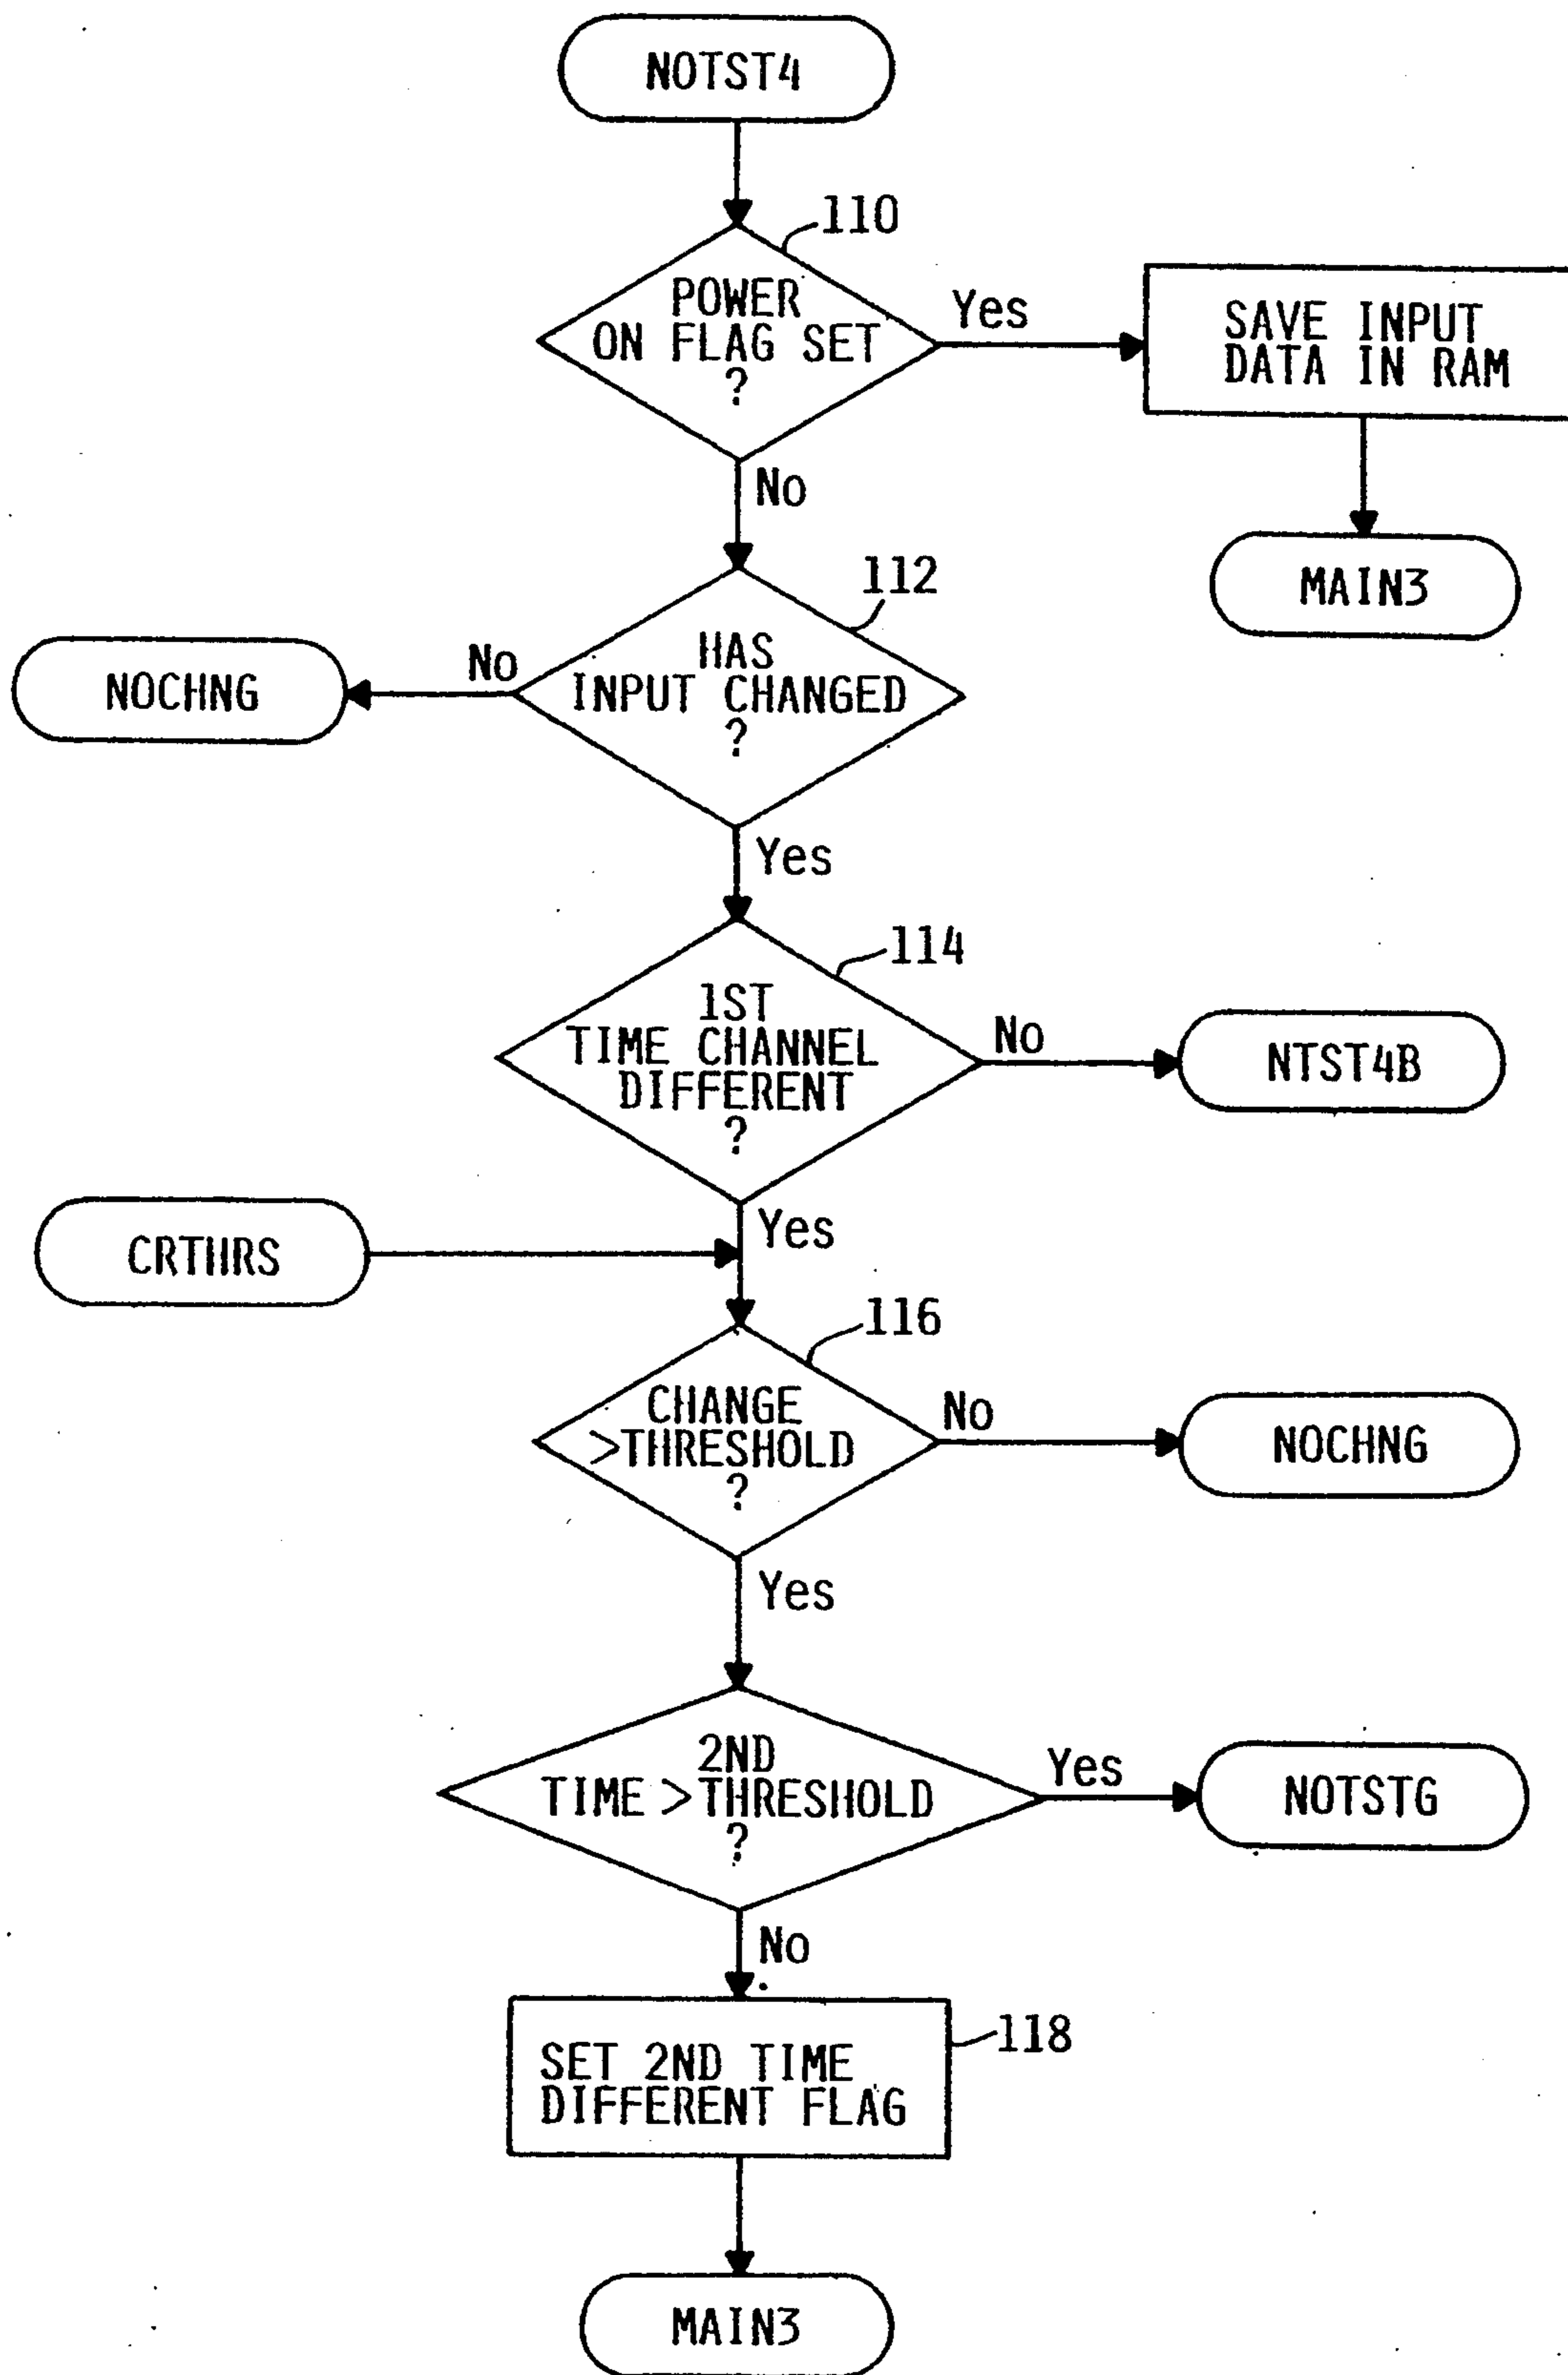 NOTST4
110
POWER
ON FLAG SET
?
Yes
SAVE INPUT
DATA IN RAM
No
MAIN3
112
HAS
INPUT CHANGED
?
No
NOCHNG
Yes
114
1ST
TIME CHANNEL
DIFFERENT
?
No
NTST4B
Yes
CRTHRS
116
CHANGE
>THRESHOLD
?
No
NOCHNG
Yes
2ND
TIME >THRESHOLD
?
Yes
NOTSTG
No
118
SET 2ND TIME
DIFFERENT FLAG
MAIN3